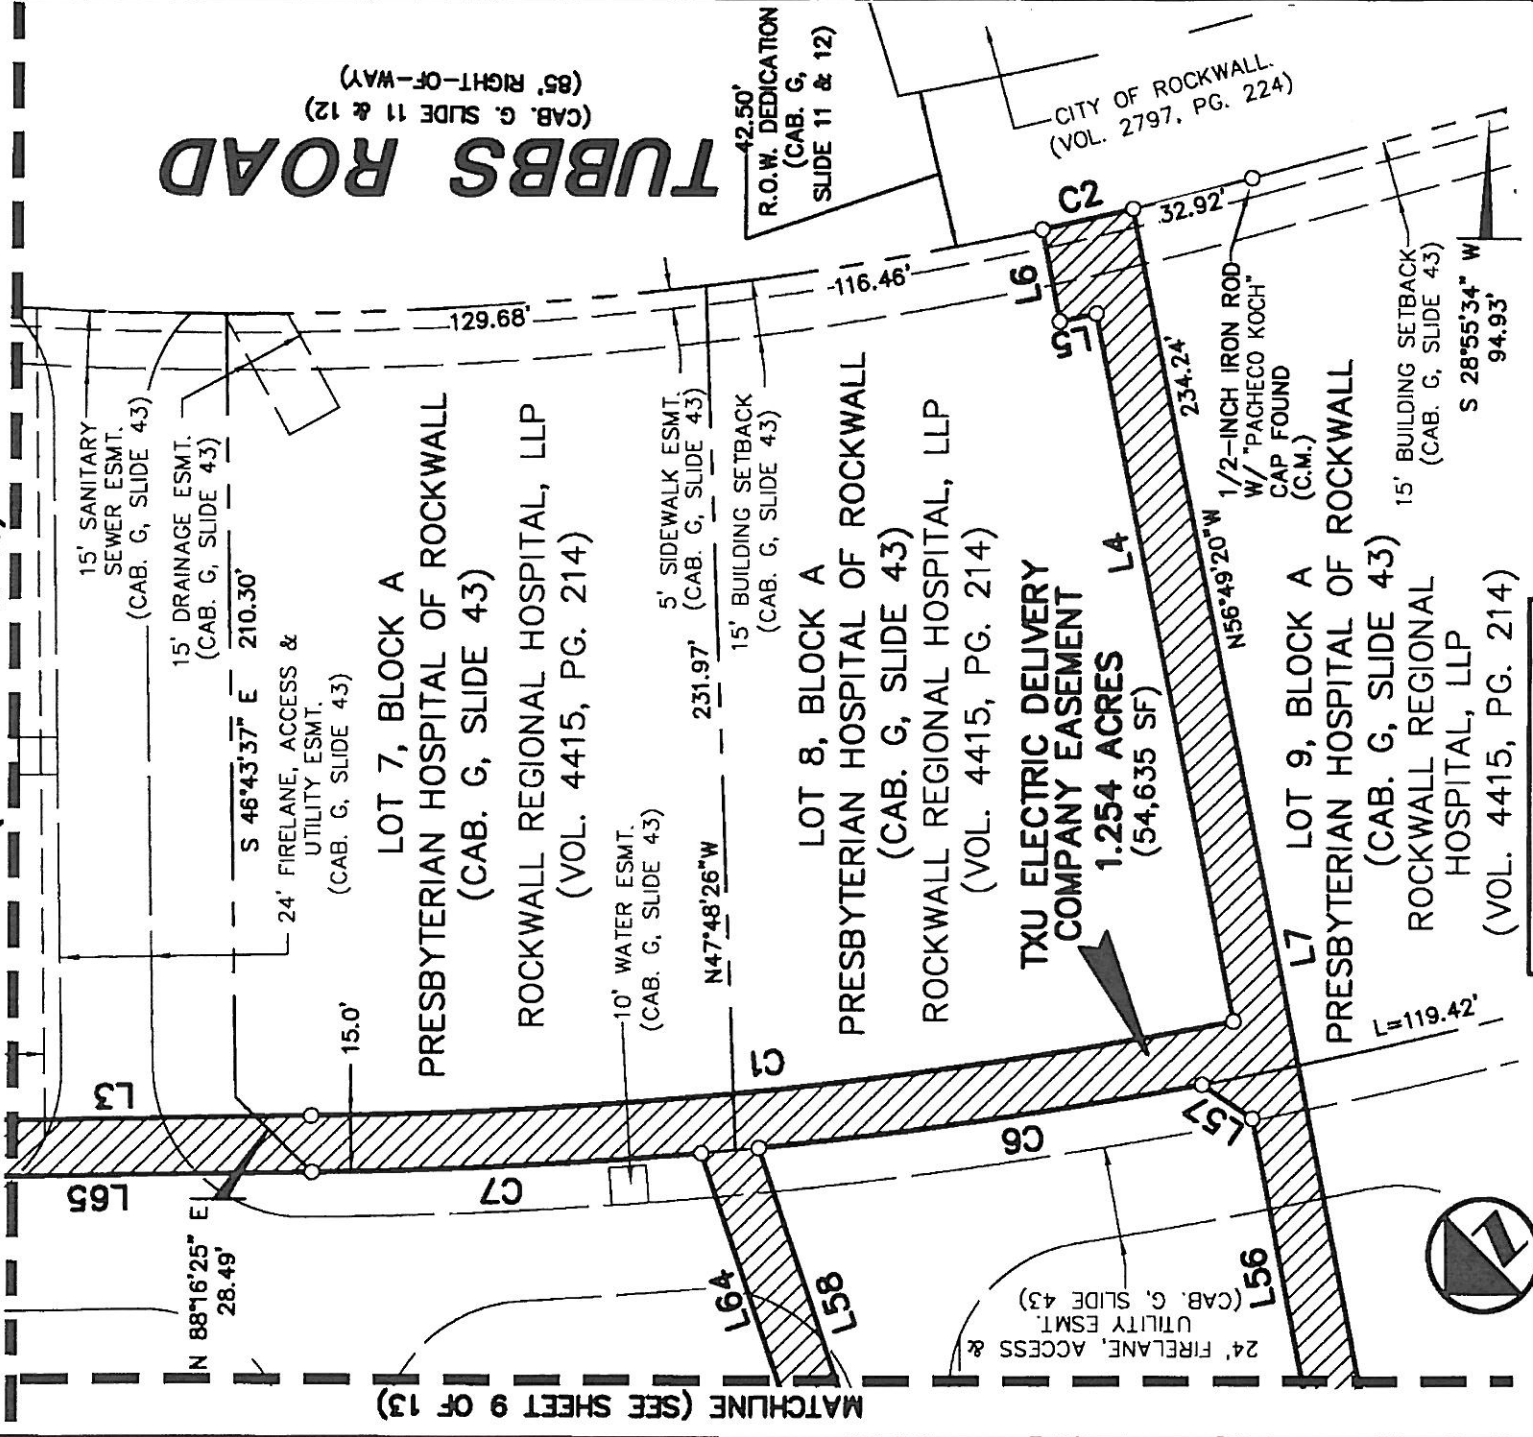 TUBBS ROAD
(CAB. G. SLIDE 11 & 12)
(85' RIGHT-OF-WAY)
42.50'
R.O.W. DEDICATION
(CAB. G,
SLIDE 11 & 12)
CITY OF ROCKWALL.
(VOL. 2797, PG. 224)
15' SANITARY
SEWER ESMT.
(CAB. G, SLIDE 43)
15' DRAINAGE ESMT.
(CAB. G, SLIDE 43)
S 46°43'37" E 210.30'
24' FIRELANE, ACCESS &
UTILITY ESMT.
(CAB. G, SLIDE 43)
129.68'
116.46'
LOT 7, BLOCK A
PRESBYTERIAN HOSPITAL OF ROCKWALL
(CAB. G, SLIDE 43)
ROCKWALL REGIONAL HOSPITAL, LLP
(VOL. 4415, PG. 214)
10' WATER ESMT.
(CAB. G, SLIDE 43)
5' SIDEWALK ESMT.
(CAB. G, SLIDE 43)
N47°48'26"W 231.97'
15' BUILDING SETBACK
(CAB. G, SLIDE 43)
LOT 8, BLOCK A
PRESBYTERIAN HOSPITAL OF ROCKWALL
(CAB. G, SLIDE 43)
ROCKWALL REGIONAL HOSPITAL, LLP
(VOL. 4415, PG. 214)
TXU ELECTRIC DELIVERY
COMPANY EASEMENT
1.254 ACRES
(54,635 SF)
L6
C2
L5
L4
32.92'
234.24'
N56°49'20"W
1/2-INCH IRON ROD
W/ "PACHECO KOCH"
CAP FOUND
(C.M.)
L7
LOT 9, BLOCK A
PRESBYTERIAN HOSPITAL OF ROCKWALL
(CAB. G, SLIDE 43)
ROCKWALL REGIONAL
HOSPITAL, LLP
(VOL. 4415, PG. 214)
15' BUILDING SETBACK
(CAB. G, SLIDE 43)
S 28°55'34" W
94.93'
L=119.42'
L3
15.0'
C1
L65
C7
C6
L57
N 88°16'25" E
28.49'
L64
L58
L56
24' FIRELANE, ACCESS &
UTILITY ESMT.
(CAB. G, SLIDE 43)
MATCHLINE (SEE SHEET 9 OF 13)